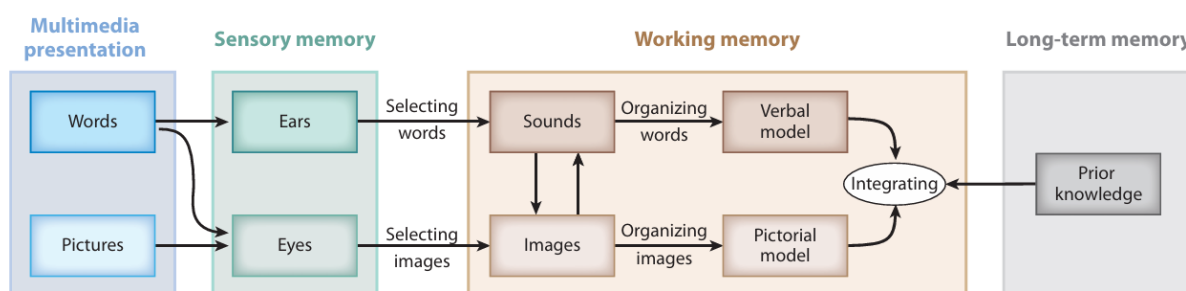 Multimedia
presentation
Sensory memory
Working memory
Long-term memory
Words
Ears
Selecting
words
Sounds
Organizing
words
Verbal
model
Integrating
Prior
knowledge
Pictures
Eyes
Selecting
images
Images
Organizing
images
Pictorial
model